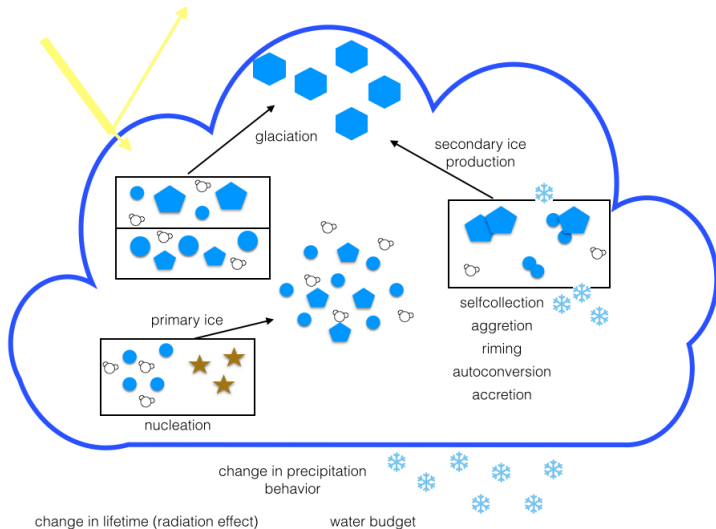 glaciation
secondary ice
production
primary ice
nucleation
selfcollection
aggretion
riming
autoconversion
accretion
change in precipitation
behavior
change in lifetime (radiation effect)
water budget